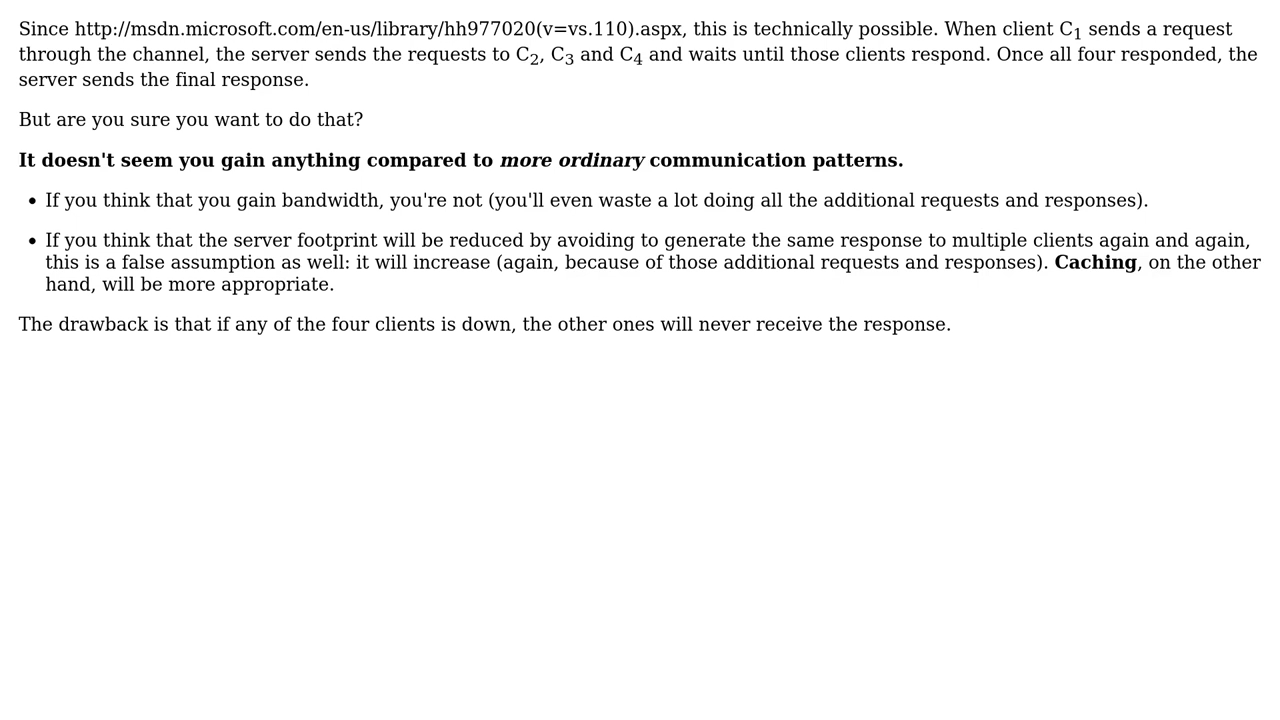 Since http://msdn.microsoft.com/en-us/library/hh977020(v=vs.110).aspx, this is technically possible. When client C1 sends a request
through the channel, the server sends the requests to C2, C3 and C4 and waits until those clients respond. Once all four responded, the
server sends the final response.
But are you sure you want to do that?
It doesn't seem you gain anything compared to more ordinary communication patterns.
• If you think that you gain bandwidth, you're not (you'll even waste a lot doing all the additional requests and responses).
• If you think that the server footprint will be reduced by avoiding to generate the same response to multiple clients again and again,
this is a false assumption as well: it will increase (again, because of those additional requests and responses). Caching, on the other
hand, will be more appropriate.
The drawback is that if any of the four clients is down, the other ones will never receive the response.